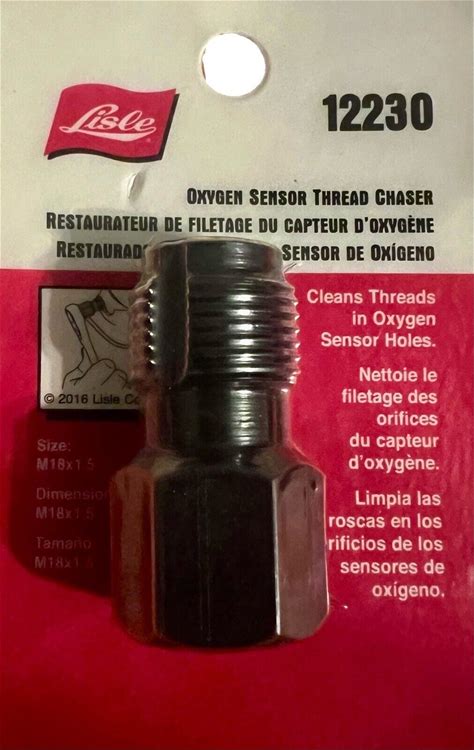 Lisle
12230
OXYGEN SENSOR THREAD CHASER
RESTAURATEUR DE FILETAGE DU CAPTEUR D'OXYGÈNE
SENSOR DE OXÍGENO
Cleans Threads
in Oxygen
Sensor Holes.
© 2016 Lisle
Nettoie le
filetage des
orifices
du capteur
d'oxygène.
Size:
M18x1.5
M18x1.5
M18x1.5
Limpia las
roscas en los
de los
sensores de
oxígeno.